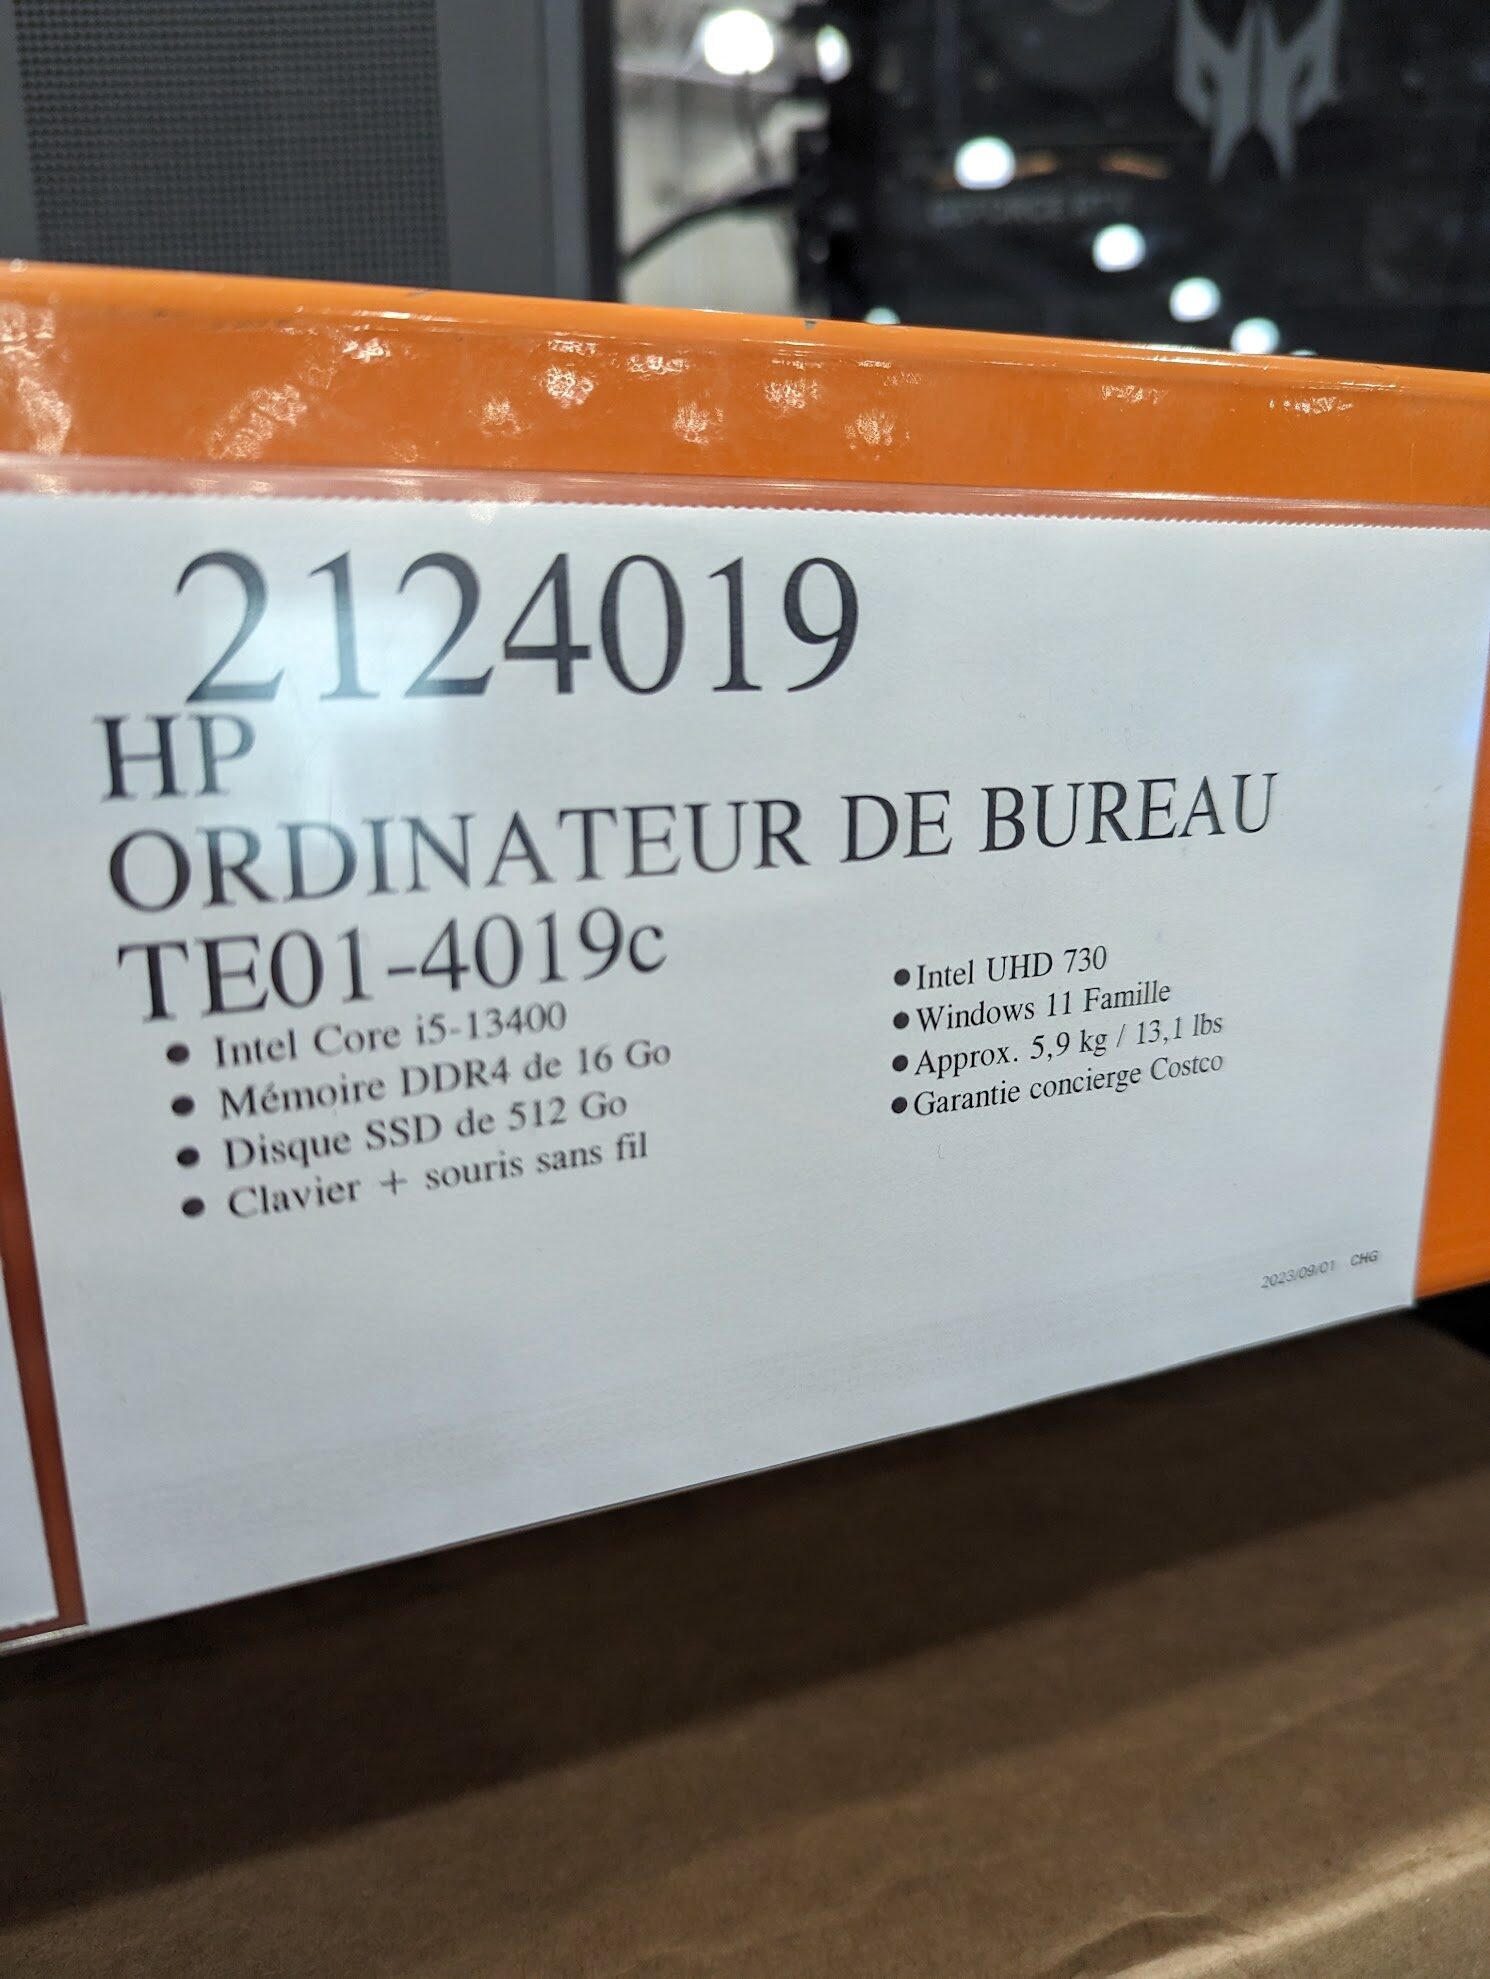 2124019
HP
ORDINATEUR DE BUREAU
TE01-4019c
• Intel Core i5-13400
• Mémoire DDR4 de 16 Go
• Disque SSD de 512 Go
• Clavier + souris sans fil
•Intel UHD 730
•Windows 11 Famille
•Approx. 5,9 kg / 13,1 lbs
•Garantie concierge Costco
2023/09/01 CHG